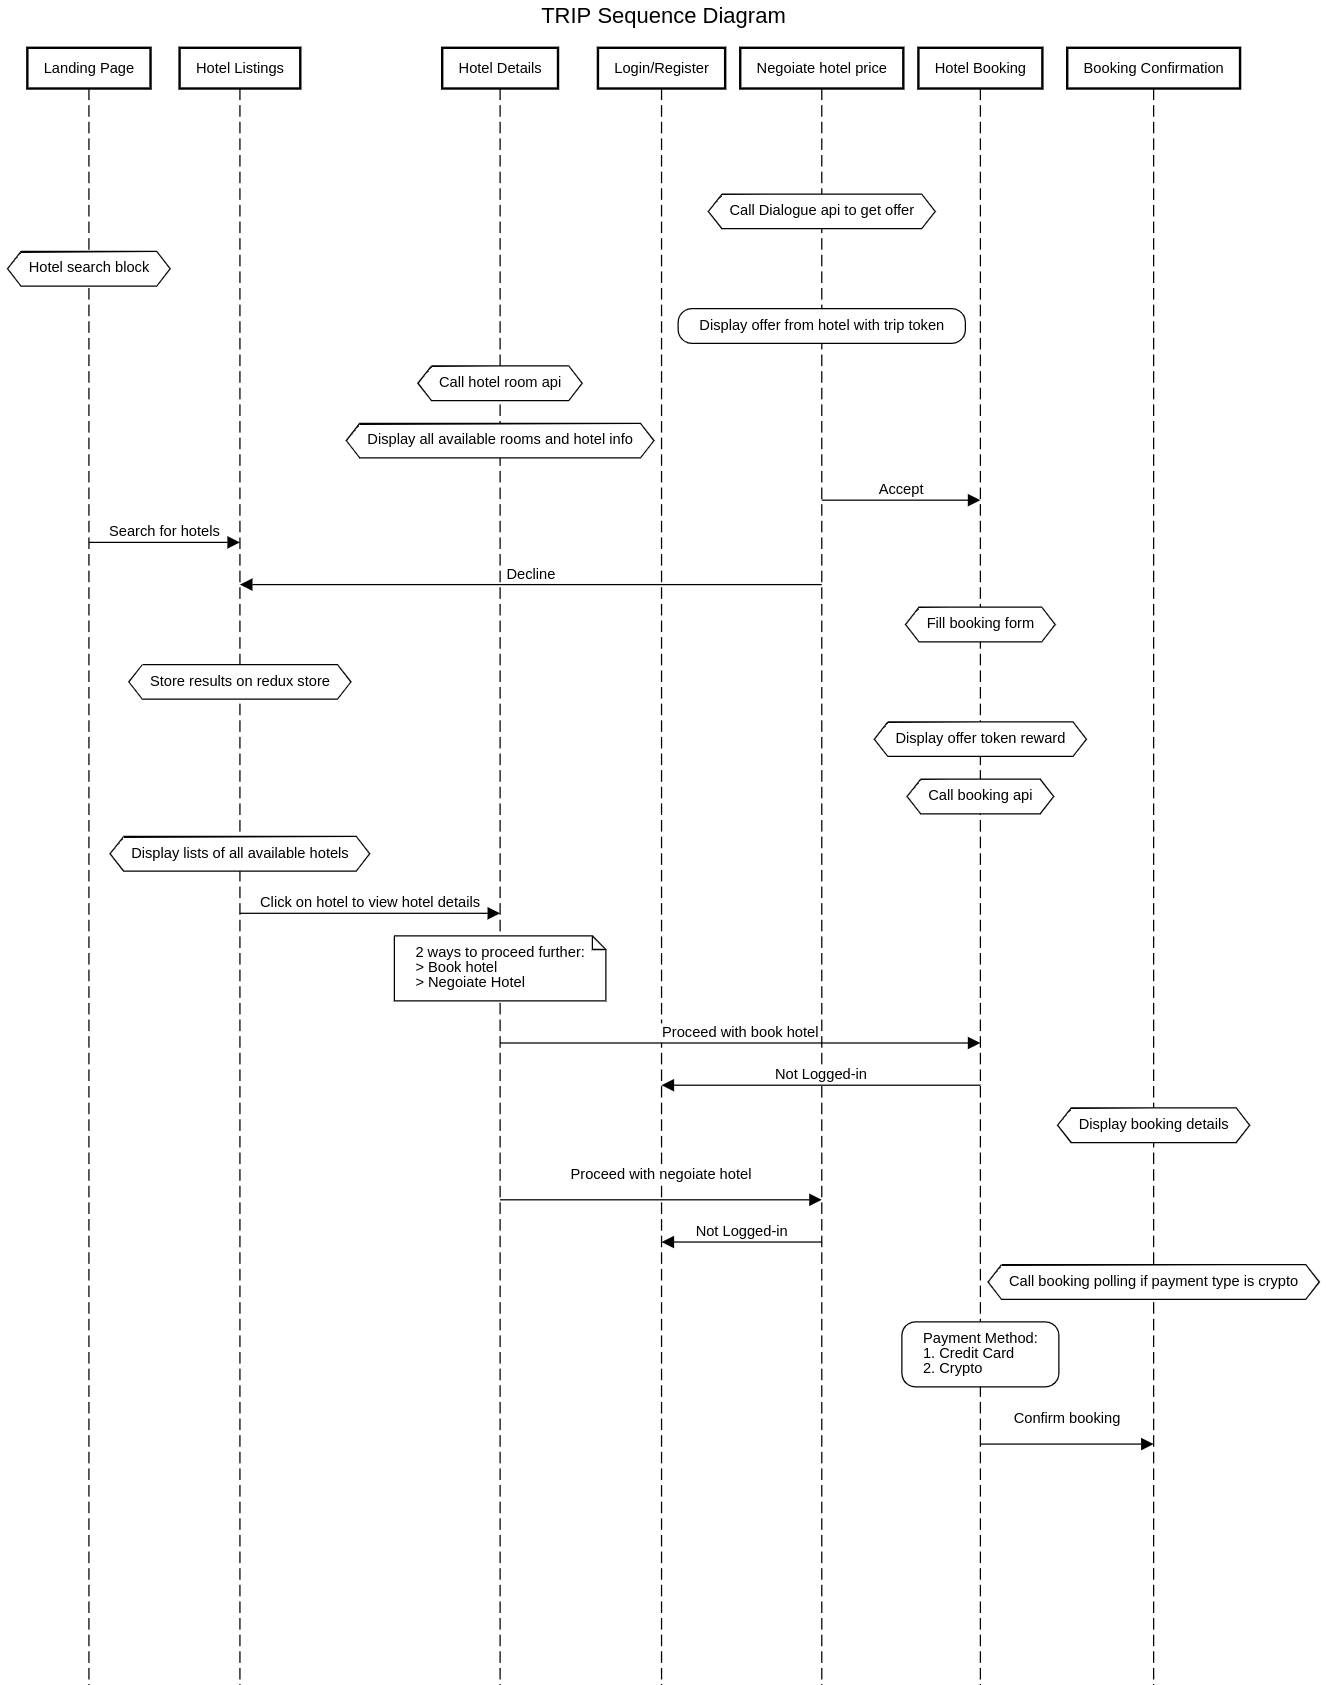 TRIP Sequence Diagram
Landing Page
Hotel Listings
Hotel Details
Login/Register
Negoiate hotel price
Hotel Booking
Booking Confirmation
Call Dialogue api to get offer
Hotel search block
Display offer from hotel with trip token
Call hotel room api
Display all available rooms and hotel info
Accept
Search for hotels
Decline
Fill booking form
Store results on redux store
Display offer token reward
Call booking api
Display lists of all available hotels
Click on hotel to view hotel details
2 ways to proceed further:
> Book hotel
> Negoiate Hotel
Proceed with book hotel
Not Logged-in
Display booking details
Proceed with negoiate hotel
Not Logged-in
Call booking polling if payment type is crypto
Payment Method:
1. Credit Card
2. Crypto
Confirm booking